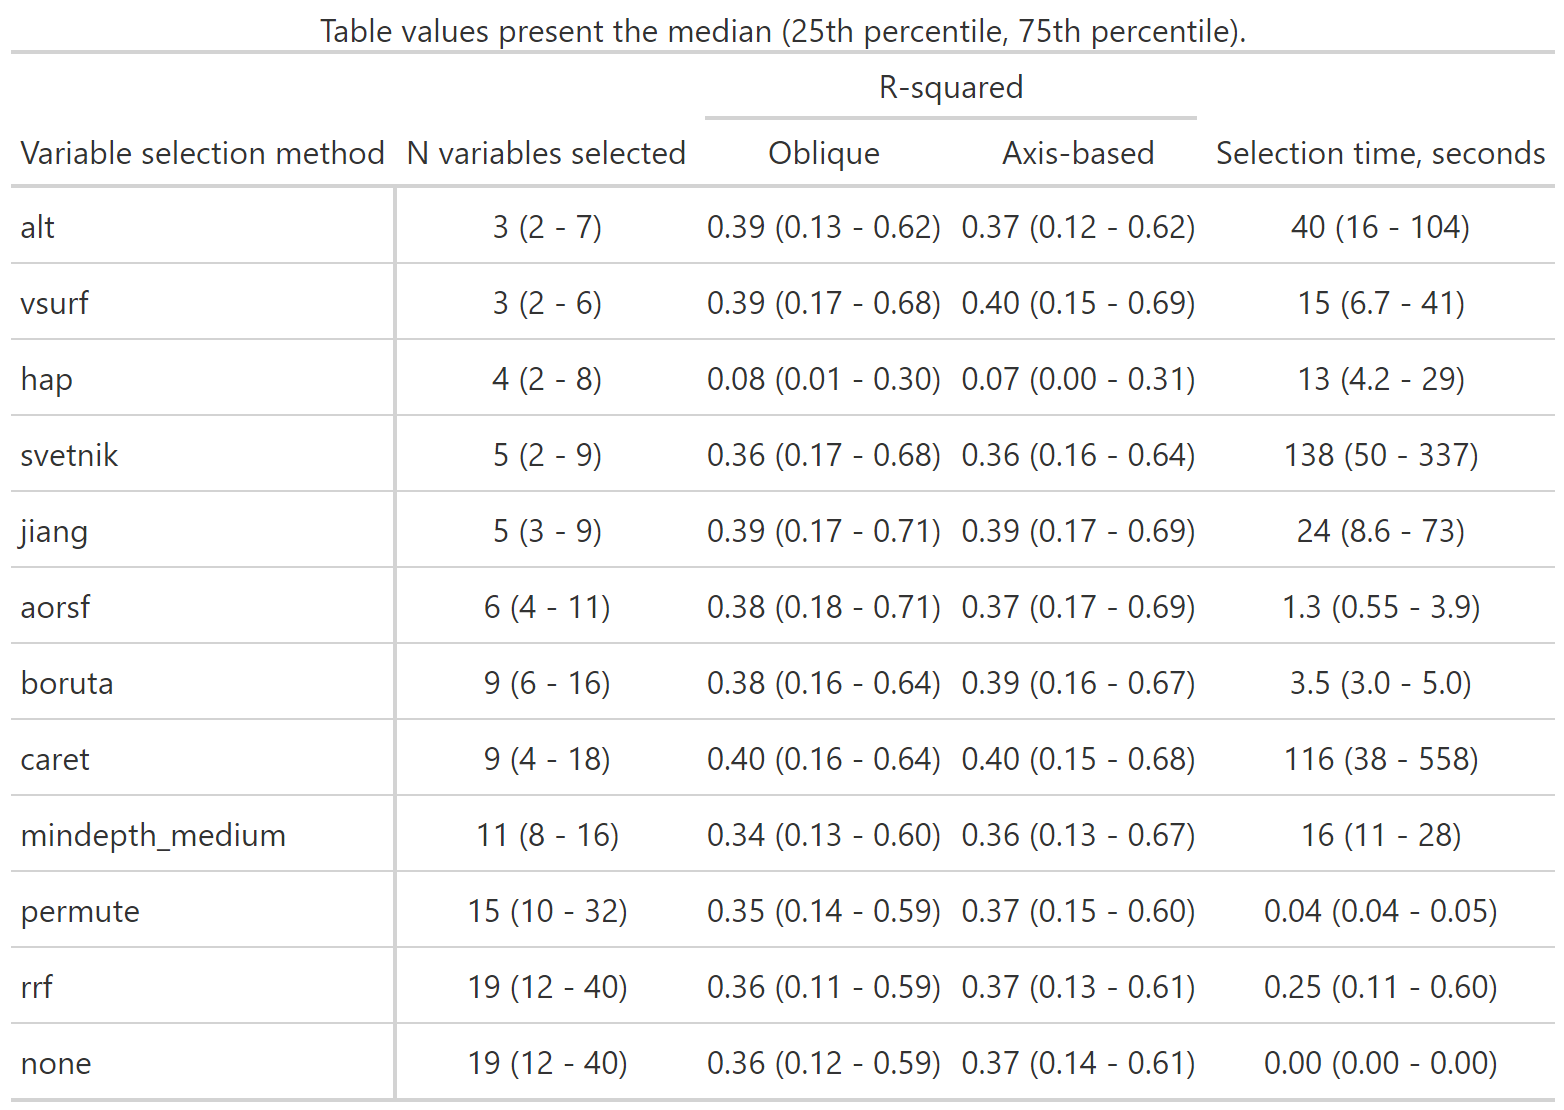 Table values present the median (25th percentile, 75th percentile).
R-squared
Variable selection method N variables selected Oblique Axis-based Selection time, seconds
alt 3 (2 - 7) 0.39 (0.13 - 0.62) 0.37 (0.12 - 0.62) 40 (16 - 104)
vsurf 3 (2 - 6) 0.39 (0.17 - 0.68) 0.40 (0.15 - 0.69) 15 (6.7 - 41)
hap 4 (2 - 8) 0.08 (0.01 - 0.30) 0.07 (0.00 - 0.31) 13 (4.2 - 29)
svetnik 5 (2 - 9) 0.36 (0.17 - 0.68) 0.36 (0.16 - 0.64) 138 (50 - 337)
jiang 5 (3 - 9) 0.39 (0.17 - 0.71) 0.39 (0.17 - 0.69) 24 (8.6 - 73)
aorsf 6 (4 - 11) 0.38 (0.18 - 0.71) 0.37 (0.17 - 0.69) 1.3 (0.55 - 3.9)
boruta 9 (6 - 16) 0.38 (0.16 - 0.64) 0.39 (0.16 - 0.67) 3.5 (3.0 - 5.0)
caret 9 (4 - 18) 0.40 (0.16 - 0.64) 0.40 (0.15 - 0.68) 116 (38 - 558)
mindepth_medium 11 (8 - 16) 0.34 (0.13 - 0.60) 0.36 (0.13 - 0.67) 16 (11 - 28)
permute 15 (10 - 32) 0.35 (0.14 - 0.59) 0.37 (0.15 - 0.60) 0.04 (0.04 - 0.05)
rrf 19 (12 - 40) 0.36 (0.11 - 0.59) 0.37 (0.13 - 0.61) 0.25 (0.11 - 0.60)
none 19 (12 - 40) 0.36 (0.12 - 0.59) 0.37 (0.14 - 0.61) 0.00 (0.00 - 0.00)